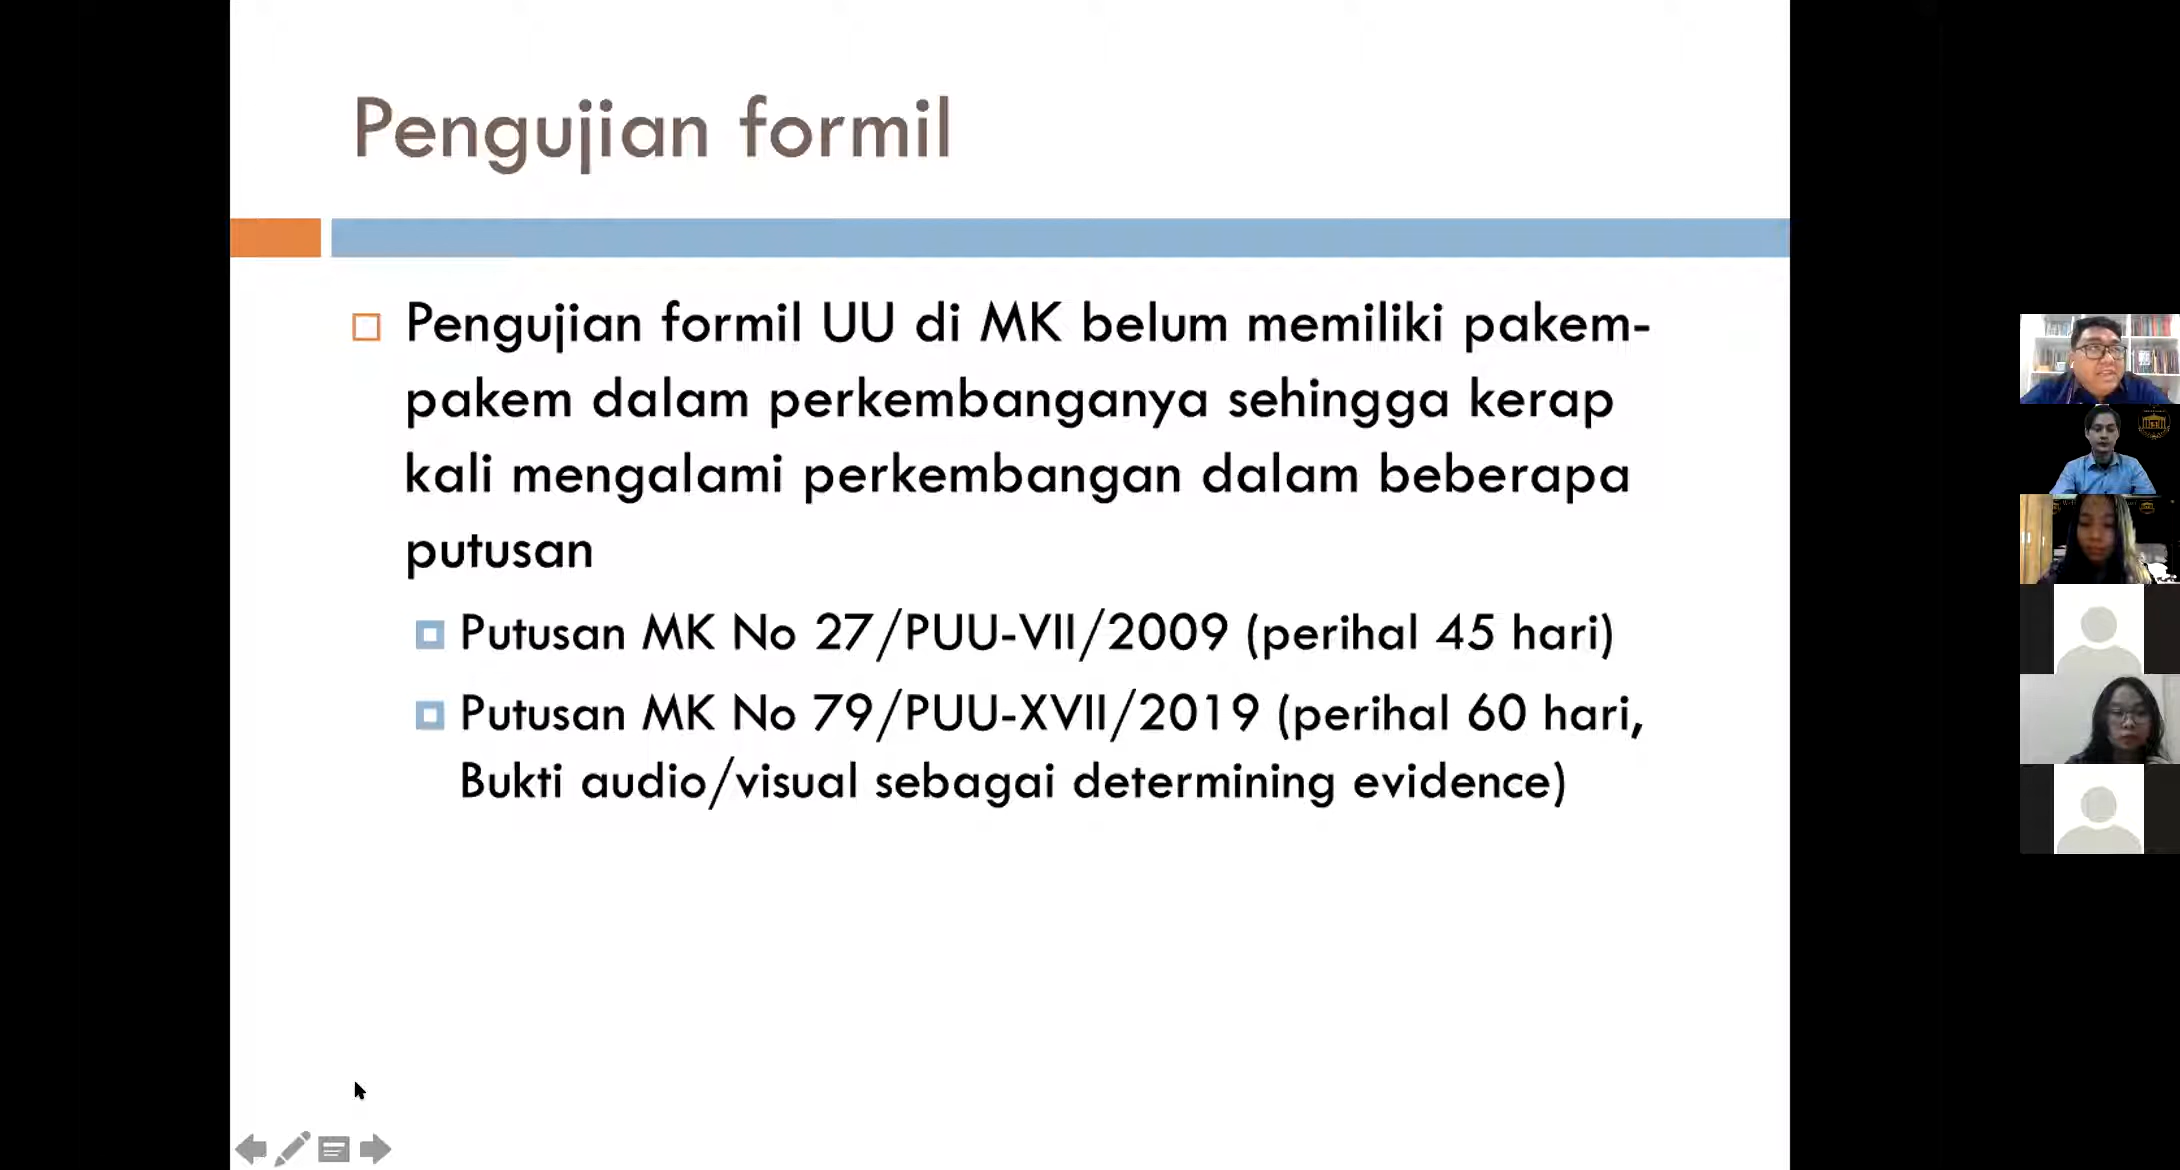 Pengujian formil
Pengujian formil UU di MK belum memiliki pakem-
pakem dalam perkembanganya sehingga kerap
kali mengalami perkembangan dalam beberapa
putusan
Putusan MK No 27/PUU-VII/2009 (perihal 45 hari)
Putusan MK No 79/PUU-XVII/2019 (perihal 60 hari,
Bukti audio/visual sebagai determining evidence)